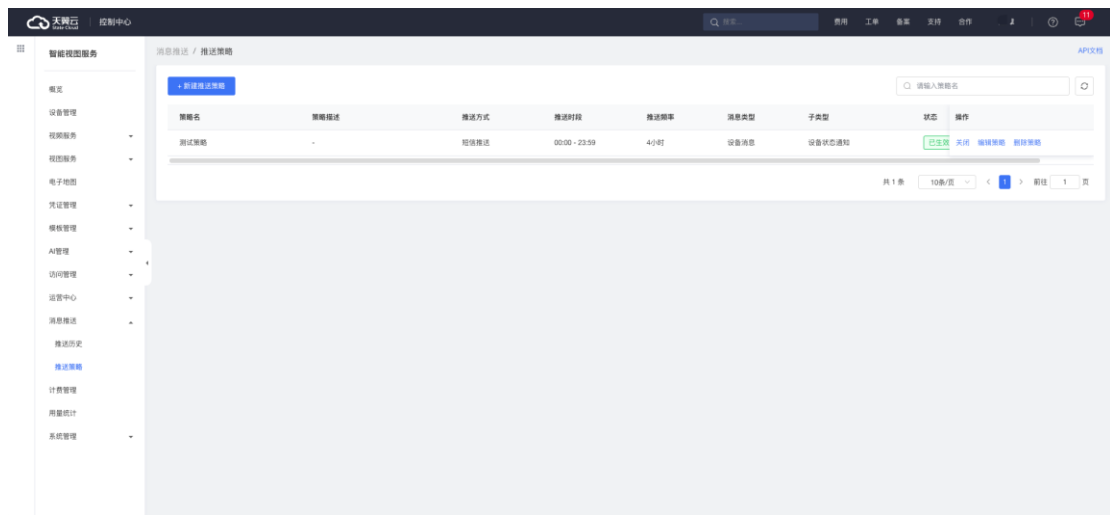 天翼云 State Cloud 控制中心 搜索... 费用 工单 备案 支持 合作 11
智能视图服务 消息推送 / 推送策略 API文档
概览
设备管理
视频服务
视图服务
电子地图
凭证管理
模板管理
AI管理
访问管理
运营中心
消息推送
推送历史
推送策略
计费管理
用量统计
系统管理
+ 新建推送策略 请输入策略名
策略名 策略描述 推送方式 推送时段 推送频率 消息类型 子类型 状态 操作
测试策略 - 短信推送 00:00 - 23:59 4小时 设备消息 设备状态通知 已生效 关闭 编辑策略 删除策略
共 1 条 10条/页 1 前往 1 页